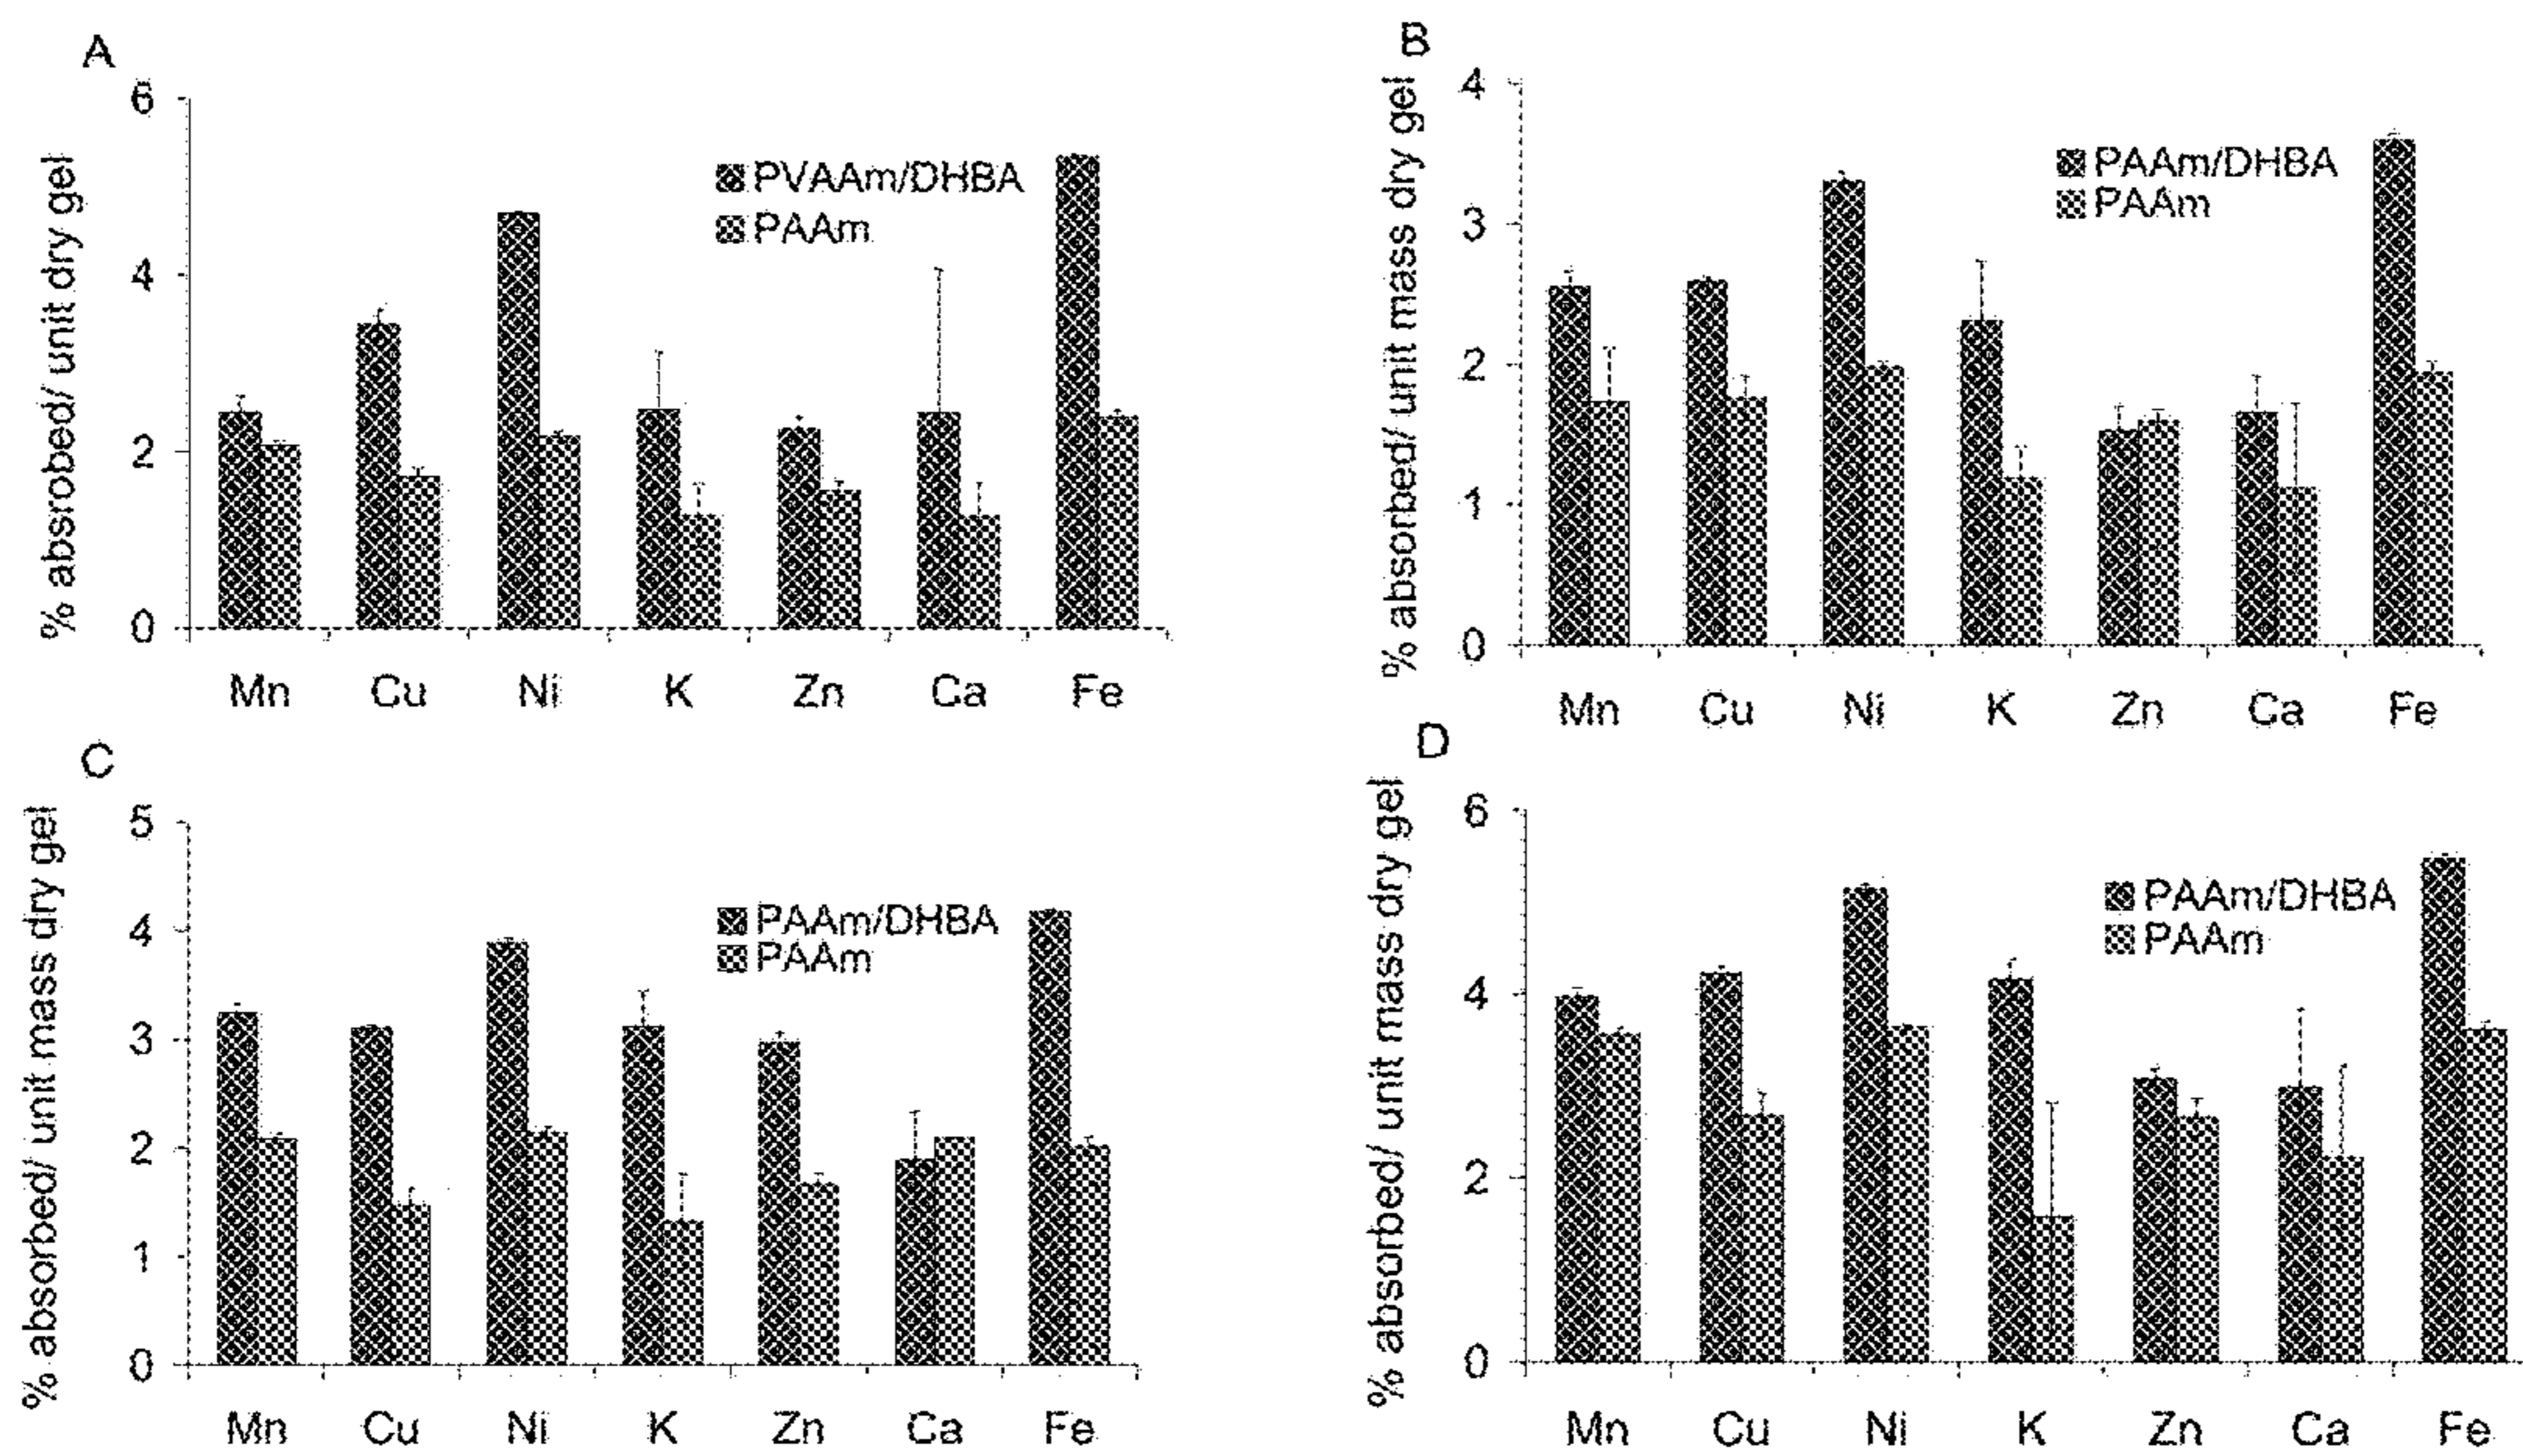 A
% absrobed/ unit dry gel
6
4
2
0
PVAAm/DHBA
PAAm
Mn Cu Ni K Zn Ca Fe
B
% absorbed/ unit mass dry gel
4
3
2
1
0
PAAm/DHBA
PAAm
Mn Cu Ni K Zn Ca Fe
C
% absorbed/ unit mass dry gel
5
4
3
2
1
0
PAAm/DHBA
PAAm
Mn Cu Ni K Zn Ca Fe
D
% absorbed/ unit mass dry gel
6
4
2
0
PAAm/DHBA
PAAm
Mn Cu Ni K Zn Ca Fe